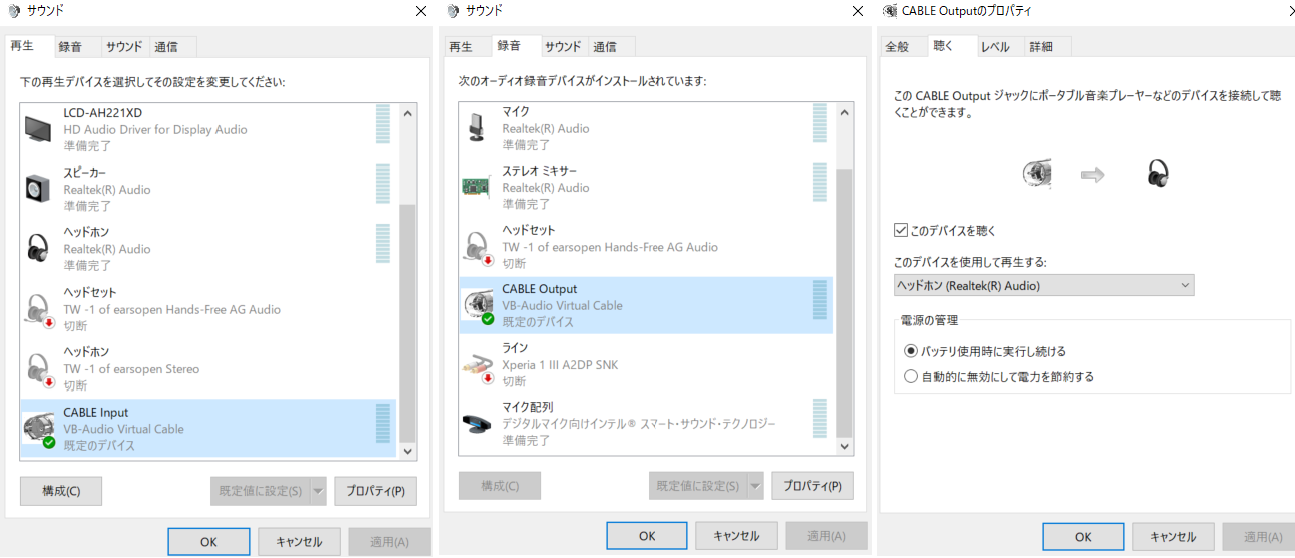 サウンド
再生 録音 サウンド 通信
下の再生デバイスを選択してその設定を変更してください:
LCD-AH221XD
HD Audio Driver for Display Audio
準備完了
スピーカー
Realtek(R) Audio
準備完了
ヘッドホン
Realtek(R) Audio
準備完了
ヘッドセット
TW -1 of earsopen Hands-Free AG Audio
切断
ヘッドホン
TW -1 of earsopen Stereo
切断
CABLE Input
VB-Audio Virtual Cable
既定のデバイス
構成(C) 既定値に設定(S) プロパティ(P)
OK キャンセル 適用(A)
サウンド
再生 録音 サウンド 通信
次のオーディオ録音デバイスがインストールされています:
マイク
Realtek(R) Audio
準備完了
ステレオ ミキサー
Realtek(R) Audio
準備完了
ヘッドセット
TW -1 of earsopen Hands-Free AG Audio
切断
CABLE Output
VB-Audio Virtual Cable
既定のデバイス
ライン
Xperia 1 III A2DP SNK
切断
マイク配列
デジタルマイク向けインテル® スマート・サウンド・テクノロジー
準備完了
構成(C) 既定値に設定(S) プロパティ(P)
OK キャンセル 適用(A)
CABLE Outputのプロパティ
全般 聴く レベル 詳細
この CABLE Output ジャックにポータブル音楽プレーヤーなどのデバイスを接続して聴
くことができます。
このデバイスを聴く
このデバイスを使用して再生する:
ヘッドホン (Realtek(R) Audio)
電源の管理
バッテリ使用時に実行し続ける
自動的に無効にして電力を節約する
OK キャンセル 適用(A)